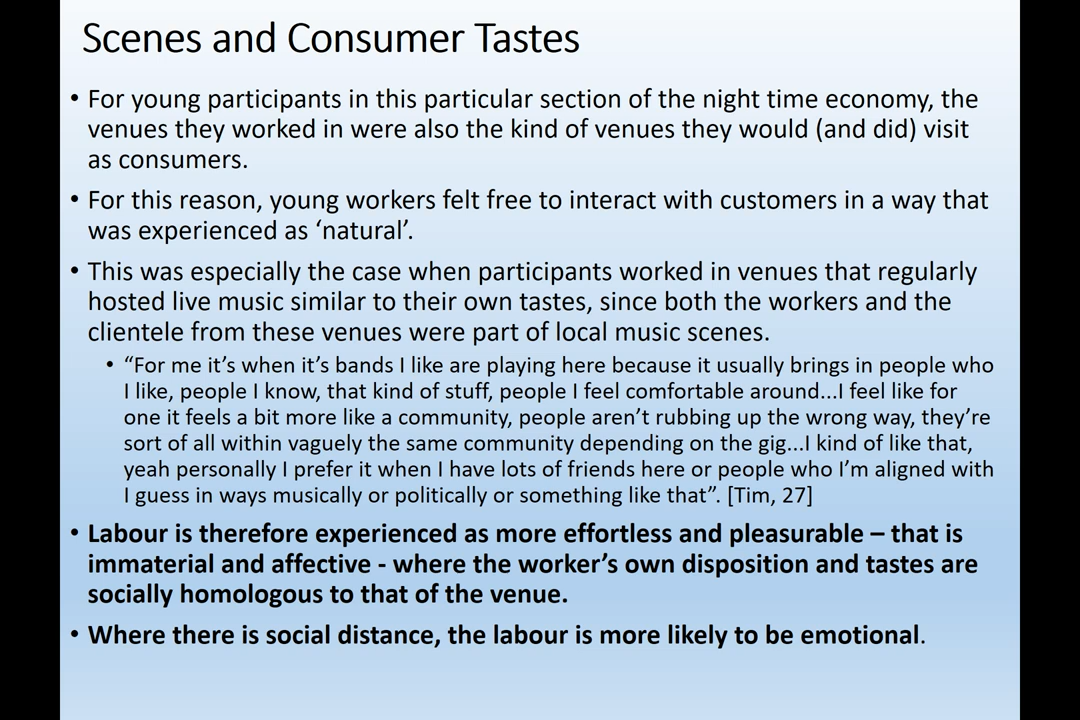 Scenes and Consumer Tastes
• For young participants in this particular section of the night time economy, the
venues they worked in were also the kind of venues they would (and did) visit
as consumers.
• For this reason, young workers felt free to interact with customers in a way that
was experienced as ‘natural’.
• This was especially the case when participants worked in venues that regularly
hosted live music similar to their own tastes, since both the workers and the
clientele from these venues were part of local music scenes.
• “For me it’s when it’s bands I like are playing here because it usually brings in people who
I like, people I know, that kind of stuff, people I feel comfortable around...I feel like for
one it feels a bit more like a community, people aren’t rubbing up the wrong way, they’re
sort of all within vaguely the same community depending on the gig...I kind of like that,
yeah personally I prefer it when I have lots of friends here or people who I’m aligned with
I guess in ways musically or politically or something like that”. [Tim, 27]
• Labour is therefore experienced as more effortless and pleasurable – that is
immaterial and affective - where the worker’s own disposition and tastes are
socially homologous to that of the venue.
• Where there is social distance, the labour is more likely to be emotional.